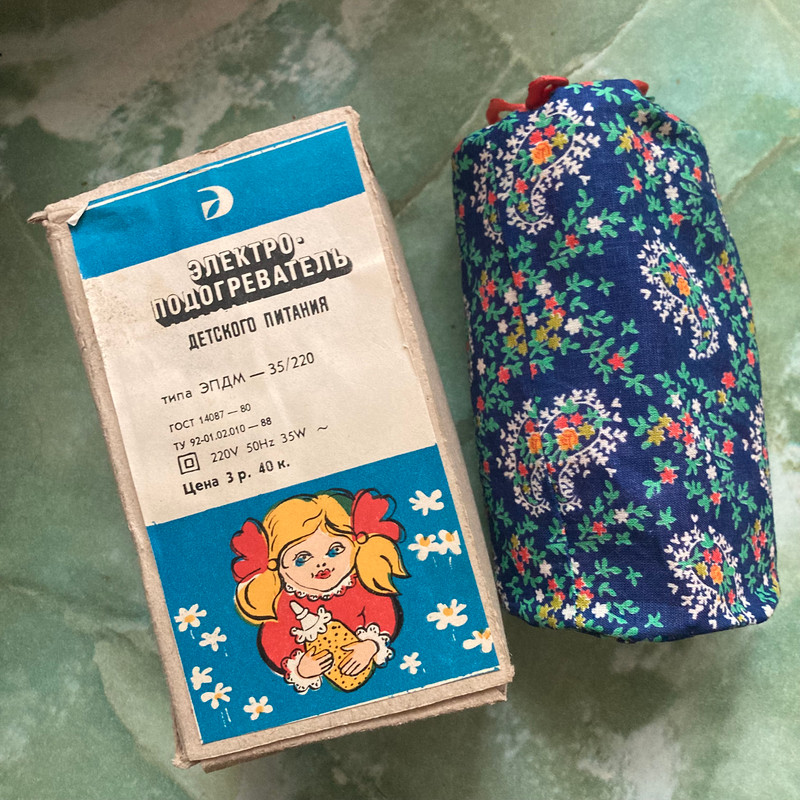 ЭЛЕКТРО-
ПОДОГРЕВАТЕЛЬ
ДЕТСКОГО ПИТАНИЯ
типа ЭПДМ — 35/220
ГОСТ 14087 — 80
ТУ 92-01.02.010 — 88
220V 50Hz 35W ~
Цена 3 р. 40 к.